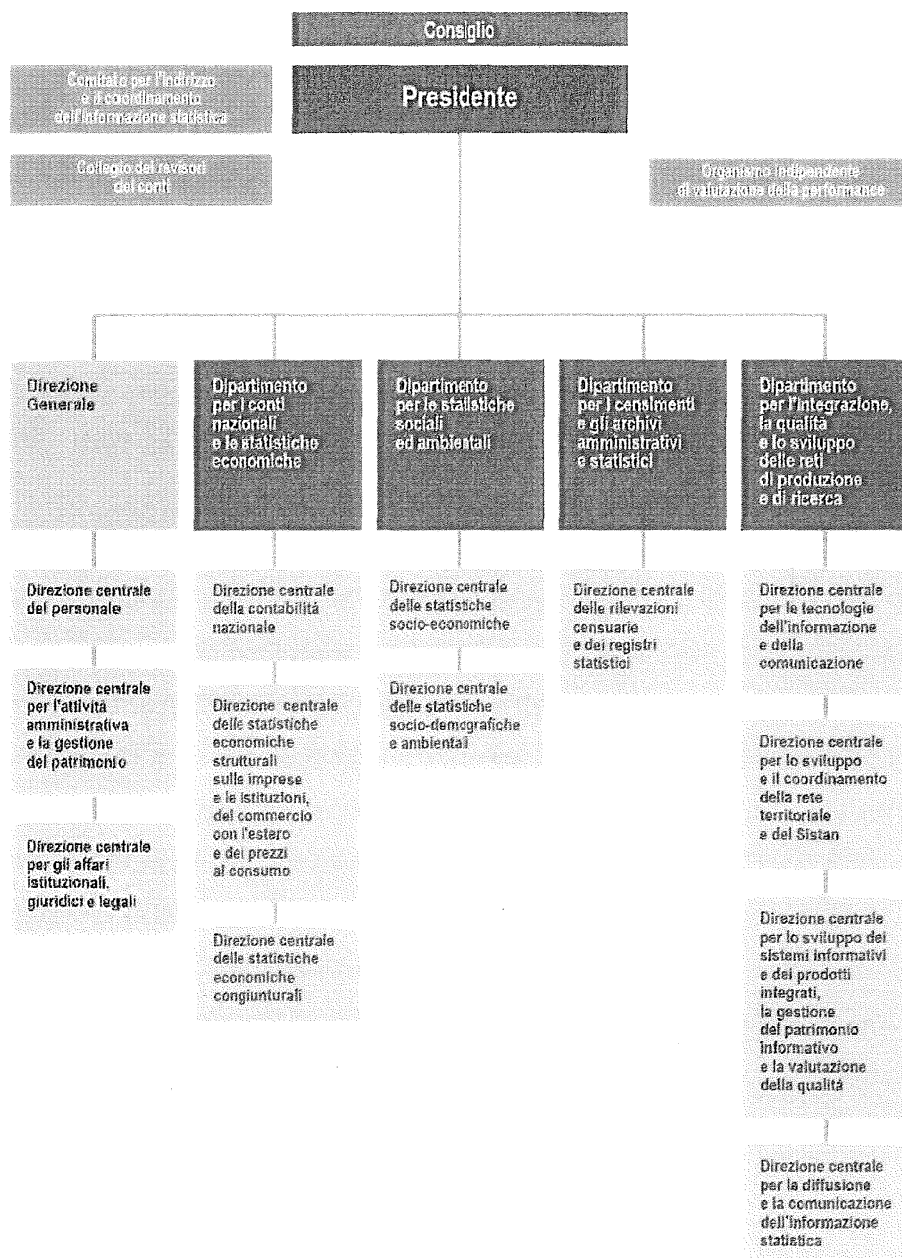 Consiglio
Presidente
Comitato per l'indirizzo
e il coordinamento
dell'informazione statistica
Collegio dei revisori
dei conti
Organismo indipendente
di valutazione della performance
Direzione
Generale
Direzione centrale
del personale
Direzione centrale
per l'attività
amministrativa
e la gestione
del patrimonio
Direzione centrale
per gli affari
istituzionali,
giuridici e legali
Dipartimento
per i conti
nazionali
e le statistiche
economiche
Direzione centrale
della contabilità
nazionale
Direzione centrale
delle statistiche
economiche
strutturali
sulle imprese
e le istituzioni,
del commercio
con l'estero
e dei prezzi
al consumo
Direzione centrale
delle statistiche
economiche
congiunturali
Dipartimento
per le statistiche
sociali
ed ambientali
Direzione centrale
delle statistiche
socio-economiche
Direzione centrale
delle statistiche
socio-demografiche
e ambientali
Dipartimento
per i censimenti
e gli archivi
amministrativi
e statistici
Direzione centrale
delle rilevazioni
censuarie
e dei registri
statistici
Dipartimento
per l'integrazione,
la qualità
e lo sviluppo
delle reti
di produzione
e di ricerca
Direzione centrale
per le tecnologie
dell'informazione
e della
comunicazione
Direzione centrale
per lo sviluppo
e il coordinamento
della rete
territoriale
e del Sistan
Direzione centrale
per lo sviluppo dei
sistemi informativi
e dei prodotti
integrati,
la gestione
del patrimonio
informativo
e la valutazione
della qualità
Direzione centrale
per la diffusione
e la comunicazione
dell'informazione
statistica